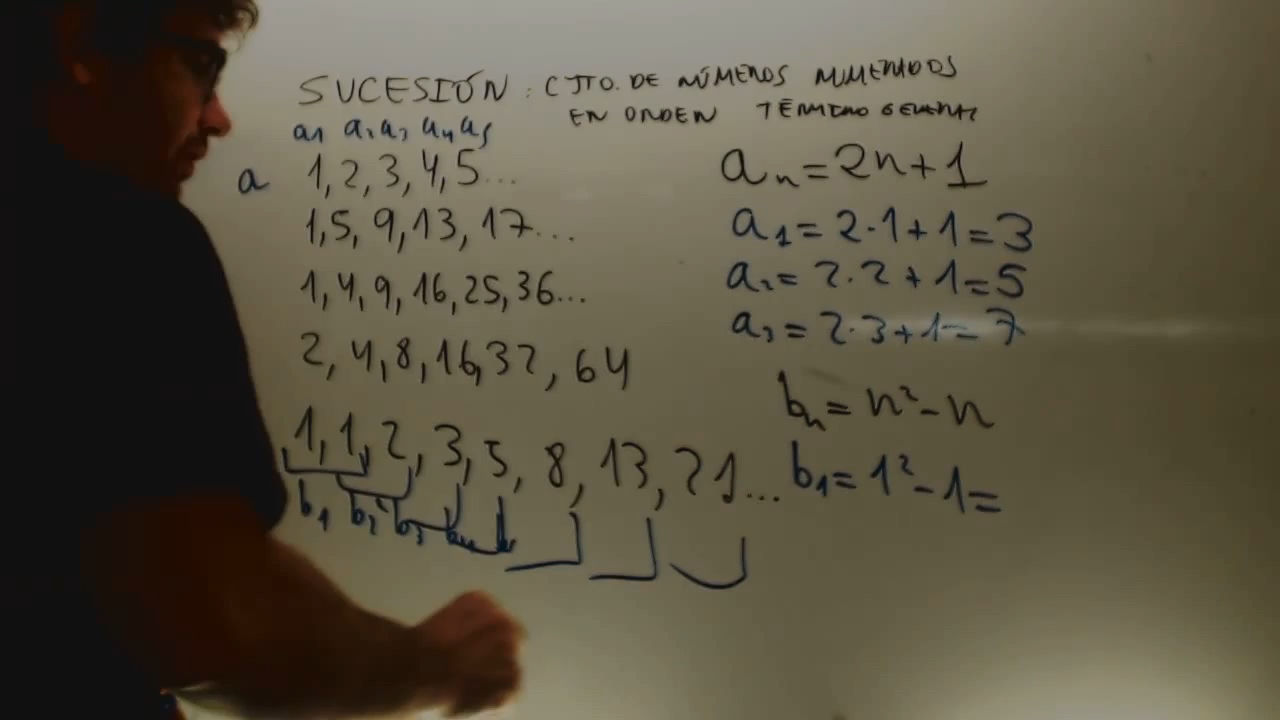 SUCESIÓN: CJTO. DE NÚMEROS NUMERADOS
EN ORDEN
TÉRMINO GENERAL
a1 a2 a3 a4 a5
a 1, 2, 3, 4, 5...
1, 5, 9, 13, 17...
1, 4, 9, 16, 25, 36...
2, 4, 8, 16, 32, 64
1, 1, 2, 3, 5, 8, 13, 21...
b1 b2 b3 b4
an = 2n + 1
a1 = 2·1 + 1 = 3
a2 = 2·2 + 1 = 5
a3 = 2·3 + 1 = 7
bn = n² - n
b1 = 1² - 1 =